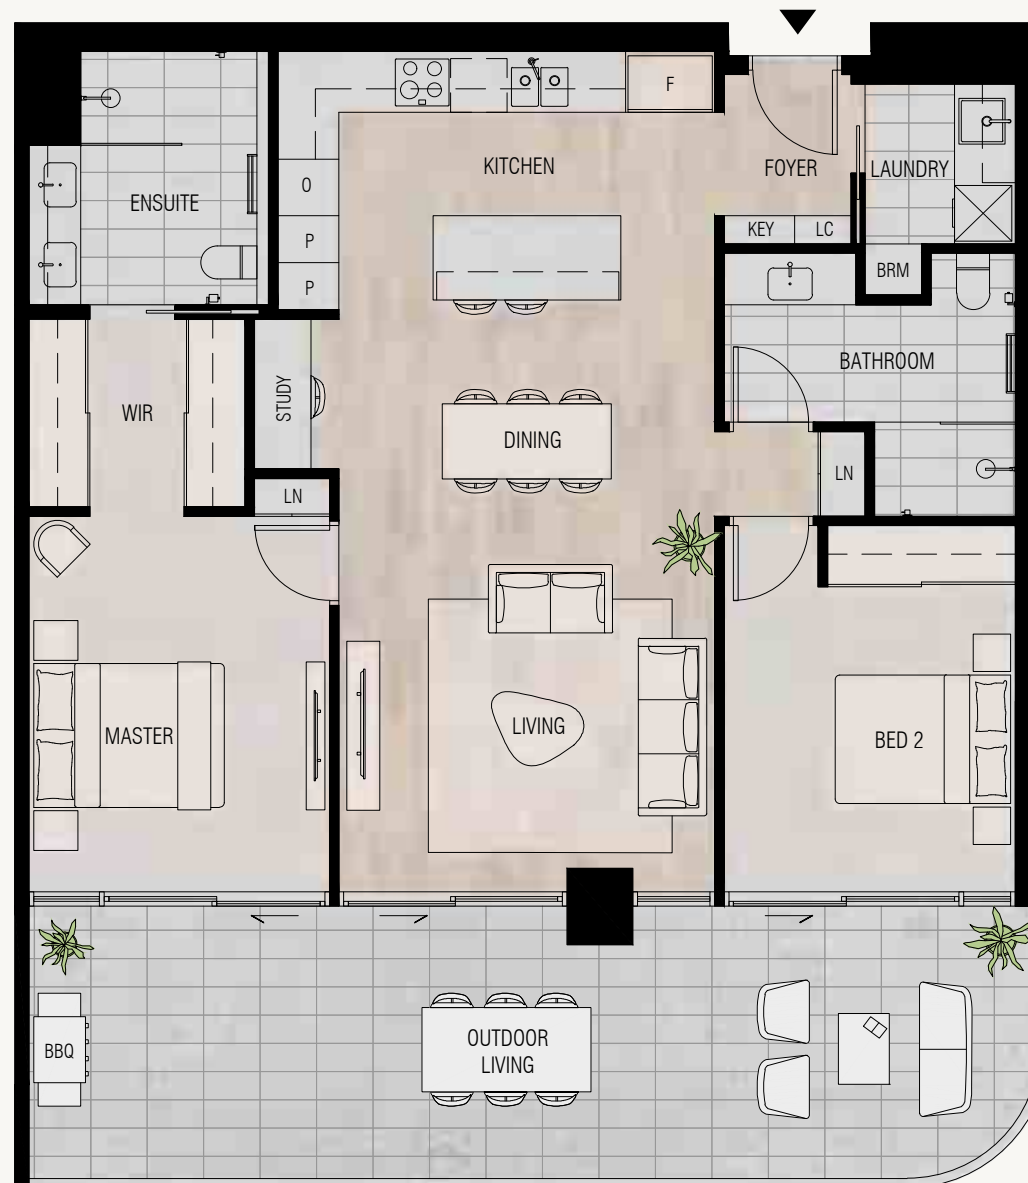 F
KITCHEN
FOYER
LAUNDRY
ENSUITE
O
P
P
KEY
LC
BRM
BATHROOM
STUDY
WIR
DINING
LN
LN
MASTER
LIVING
BED 2
BBQ
OUTDOOR
LIVING